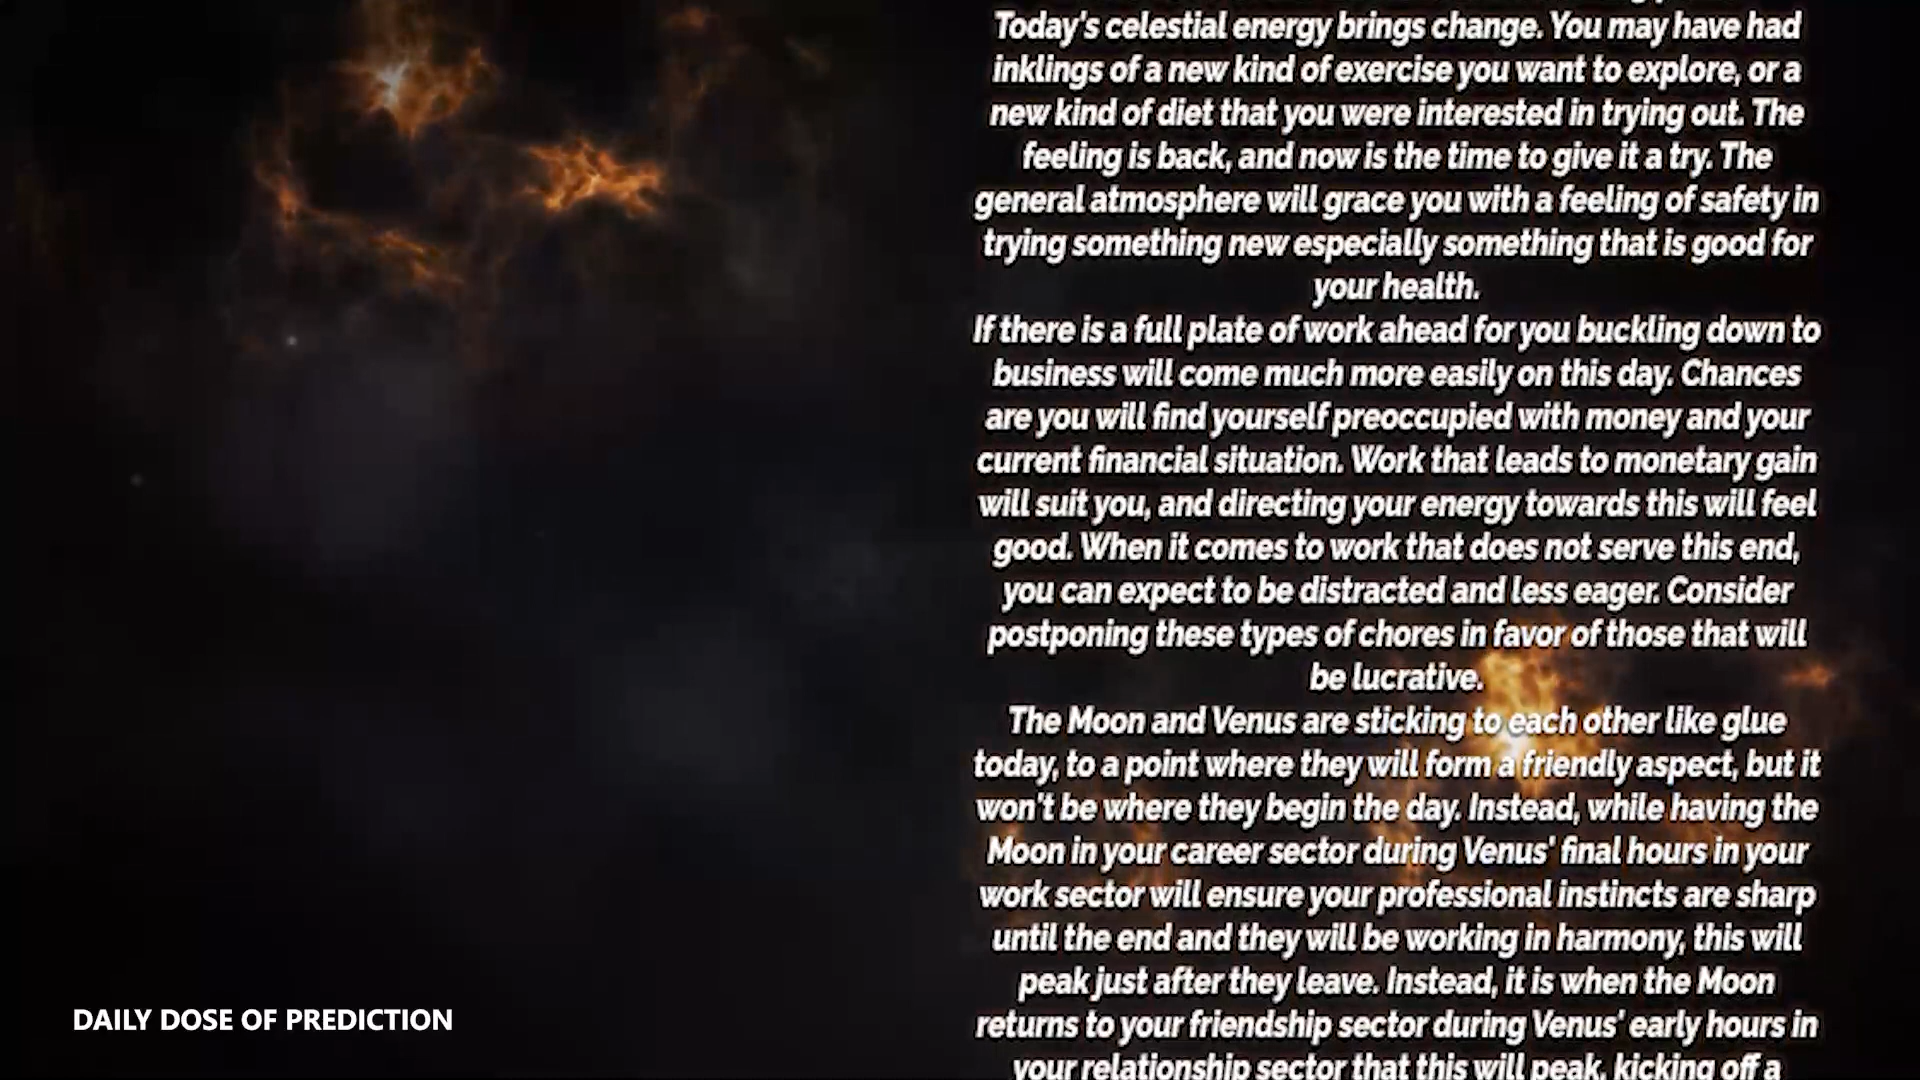 Today's celestial energy brings change. You may have had
inklings of a new kind of exercise you want to explore, or a
new kind of diet that you were interested in trying out. The
feeling is back, and now is the time to give it a try. The
general atmosphere will grace you with a feeling of safety in
trying something new especially something that is good for
your health.
If there is a full plate of work ahead for you buckling down to
business will come much more easily on this day. Chances
are you will find yourself preoccupied with money and your
current financial situation. Work that leads to monetary gain
will suit you, and directing your energy towards this will feel
good. When it comes to work that does not serve this end,
you can expect to be distracted and less eager. Consider
postponing these types of chores in favor of those that will
be lucrative.
The Moon and Venus are sticking to each other like glue
today, to a point where they will form a friendly aspect, but it
won't be where they begin the day. Instead, while having the
Moon in your career sector during Venus' final hours in your
work sector will ensure your professional instincts are sharp
until the end and they will be working in harmony, this will
peak just after they leave. Instead, it is when the Moon
returns to your friendship sector during Venus' early hours in
your relationship sector that this will peak, kicking off a
DAILY DOSE OF PREDICTION